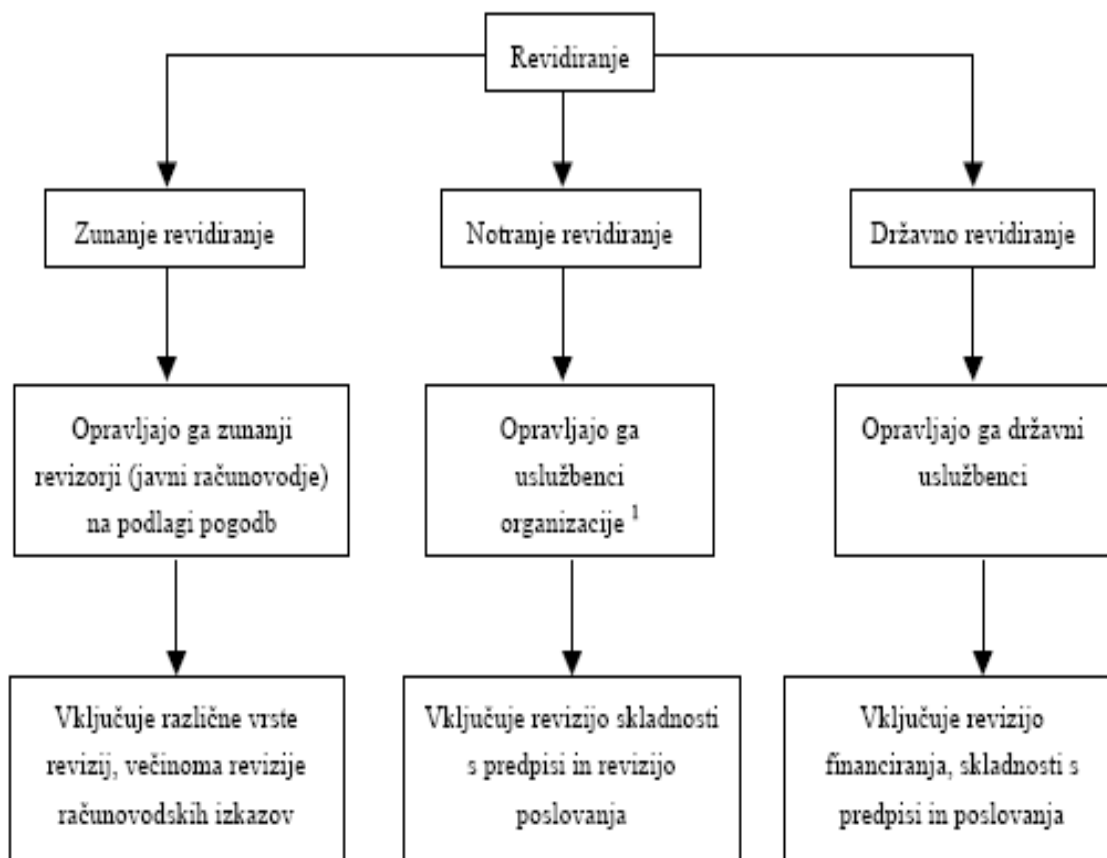 Revidiranje
Zunanje revidiranje
Notranje revidiranje
Državno revidiranje
Opravljajo ga zunanji
revizorji (javni računovodje)
na podlagi pogodb
Opravljajo ga
uslužbenci
organizacije ¹
Opravljajo ga državni
uslužbenci
Vključuje različne vrste
revizij, večinoma revizije
računovodskih izkazov
Vključuje revizijo skladnosti
s predpisi in revizijo
poslovanja
Vključuje revizijo
financiranja, skladnosti s
predpisi in poslovanja